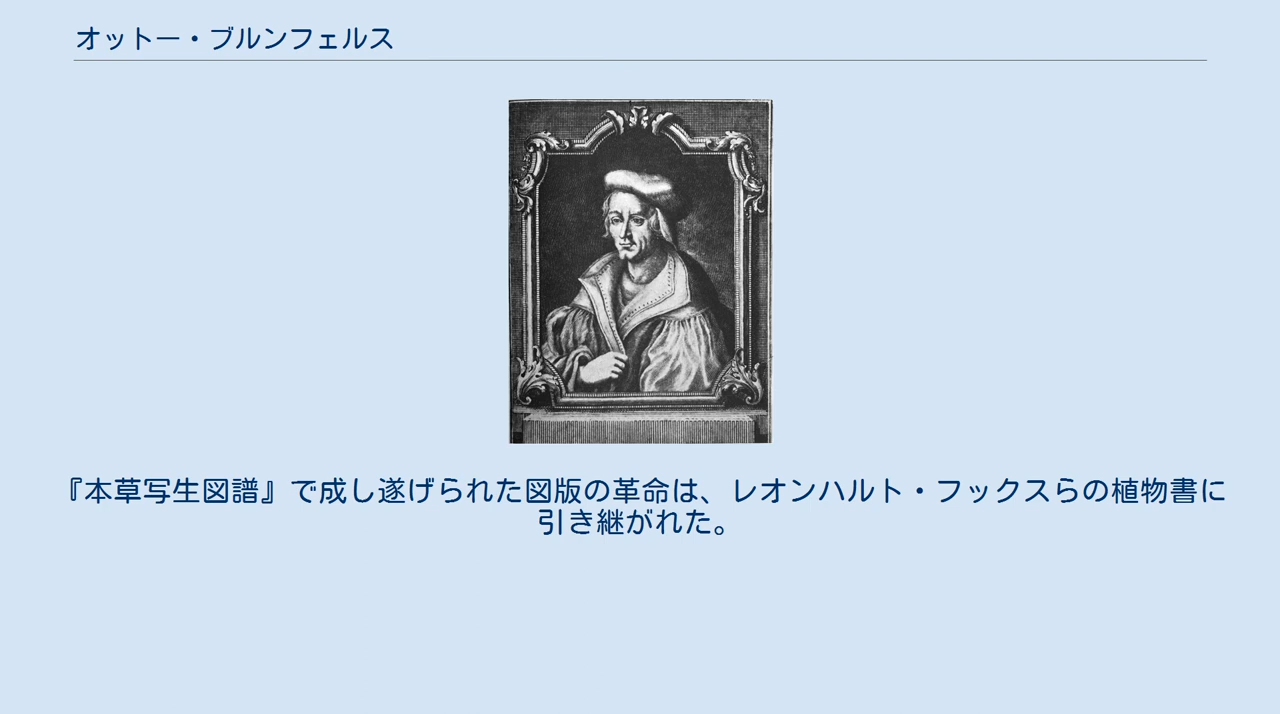 オットー・ブルンフェルス
『本草写生図譜』で成し遂げられた図版の革命は、レオンハルト・フックスらの植物書に
引き継がれた。